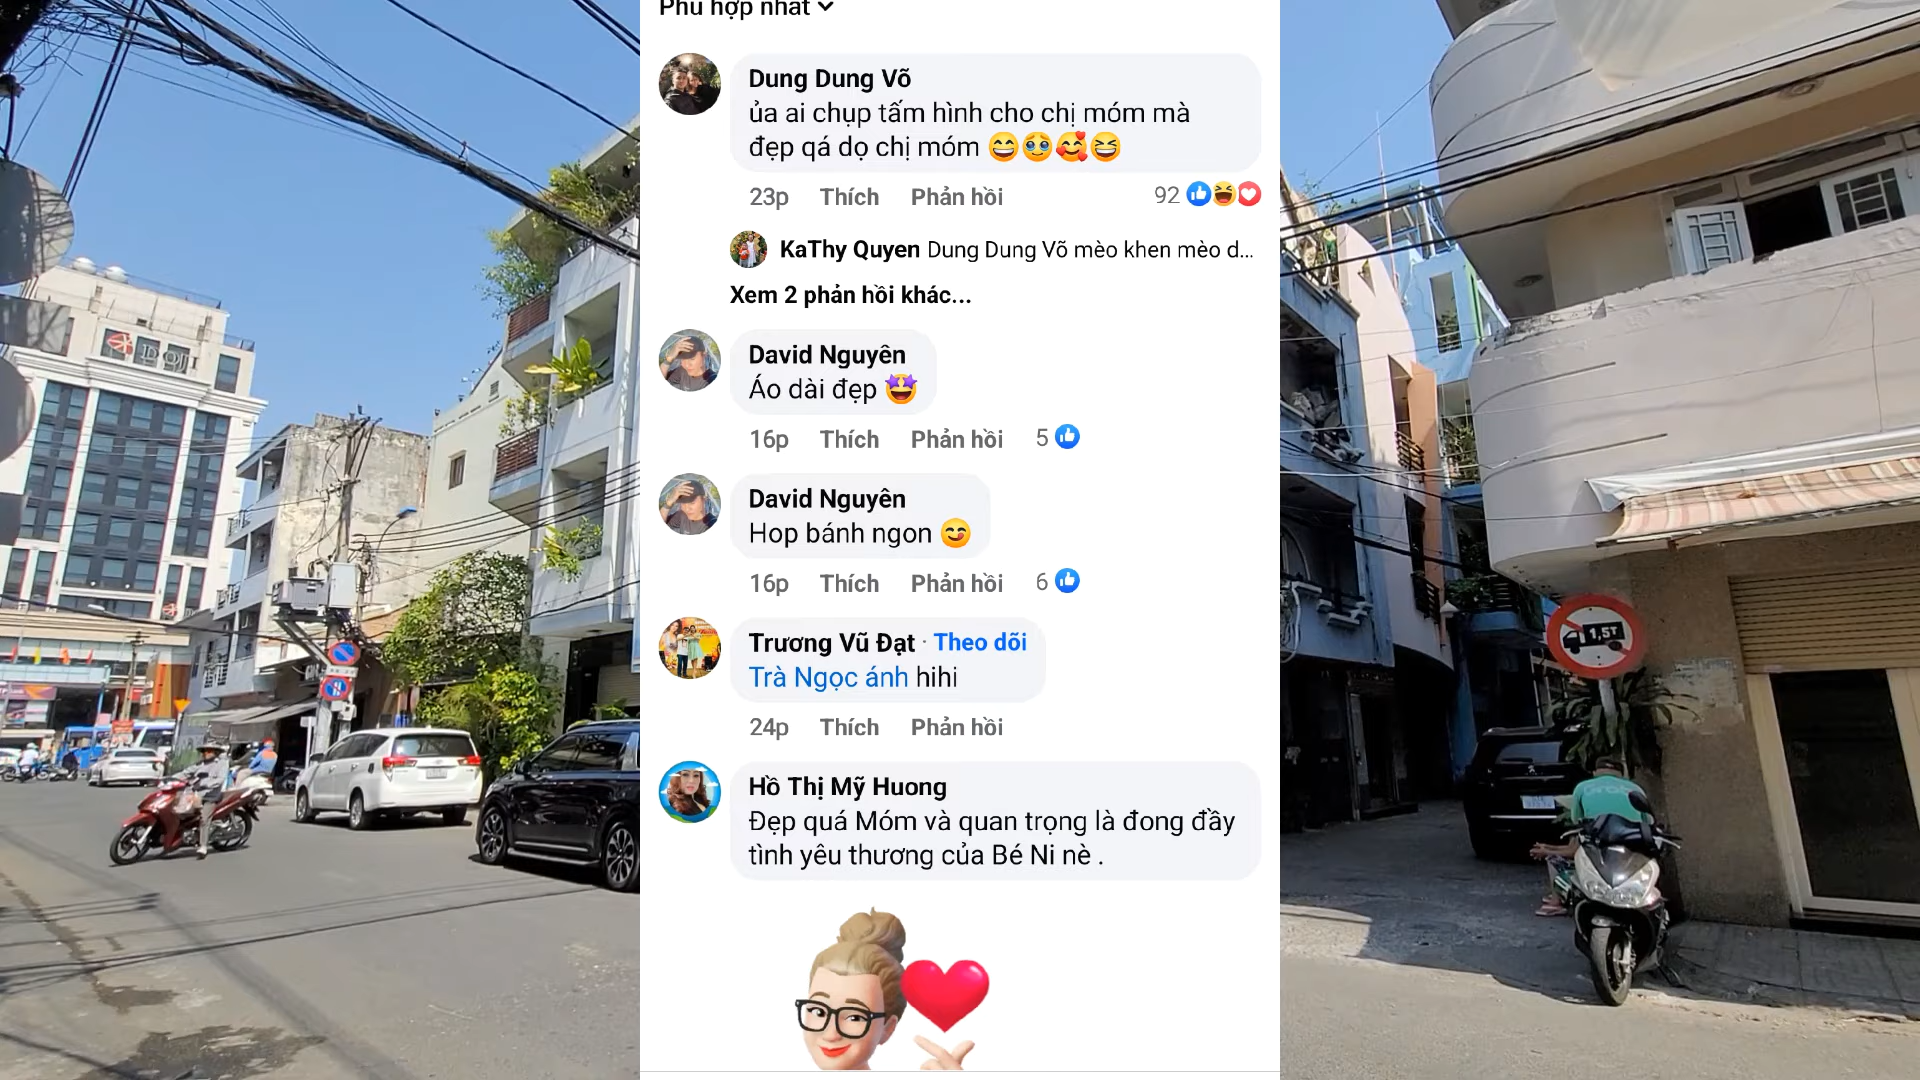 DOJI
Phù hợp nhất
Dung Dung Võ
ủa ai chụp tấm hình cho chị móm mà
đẹp qá dọ chị móm 😄🥹🥰😆
23p Thích Phản hồi 92
KaThy Quyen Dung Dung Võ mèo khen mèo d...
Xem 2 phản hồi khác...
David Nguyên
Áo dài đẹp 🤩
16p Thích Phản hồi 5
David Nguyên
Hop bánh ngon 😋
16p Thích Phản hồi 6
Trương Vũ Đạt · Theo dõi
Trà Ngọc ánh hihi
24p Thích Phản hồi
Hồ Thị Mỹ Huong
Đẹp quá Móm và quan trọng là đong đầy
tình yêu thương của Bé Ni nè .
1,5T
Grab